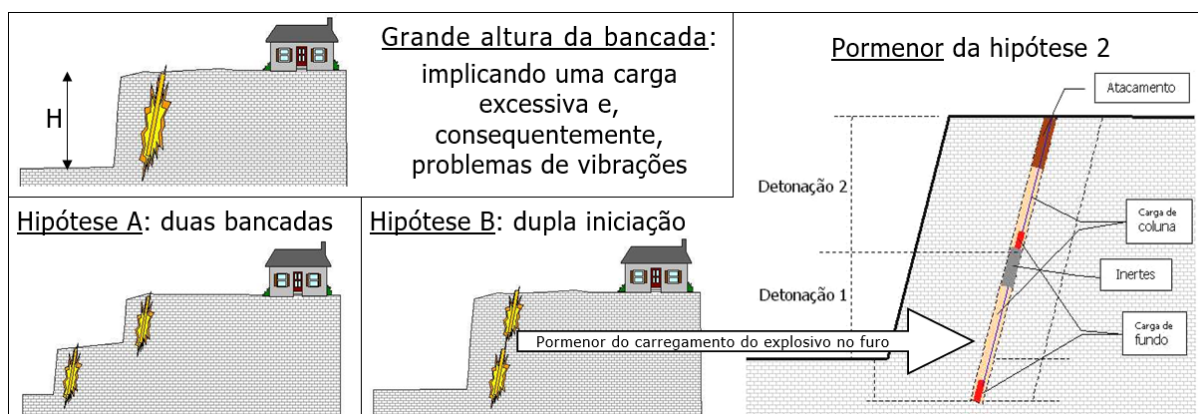 Grande altura da bancada:
implicando uma carga
excessiva e,
consequentemente,
problemas de vibrações
H
Hipótese A: duas bancadas
Hipótese B: dupla iniciação
Pormenor do carregamento do explosivo no furo
Pormenor da hipótese 2
Atacamento
Detonação 2
Carga de
coluna
Inertes
Detonação 1
Carga de
fundo